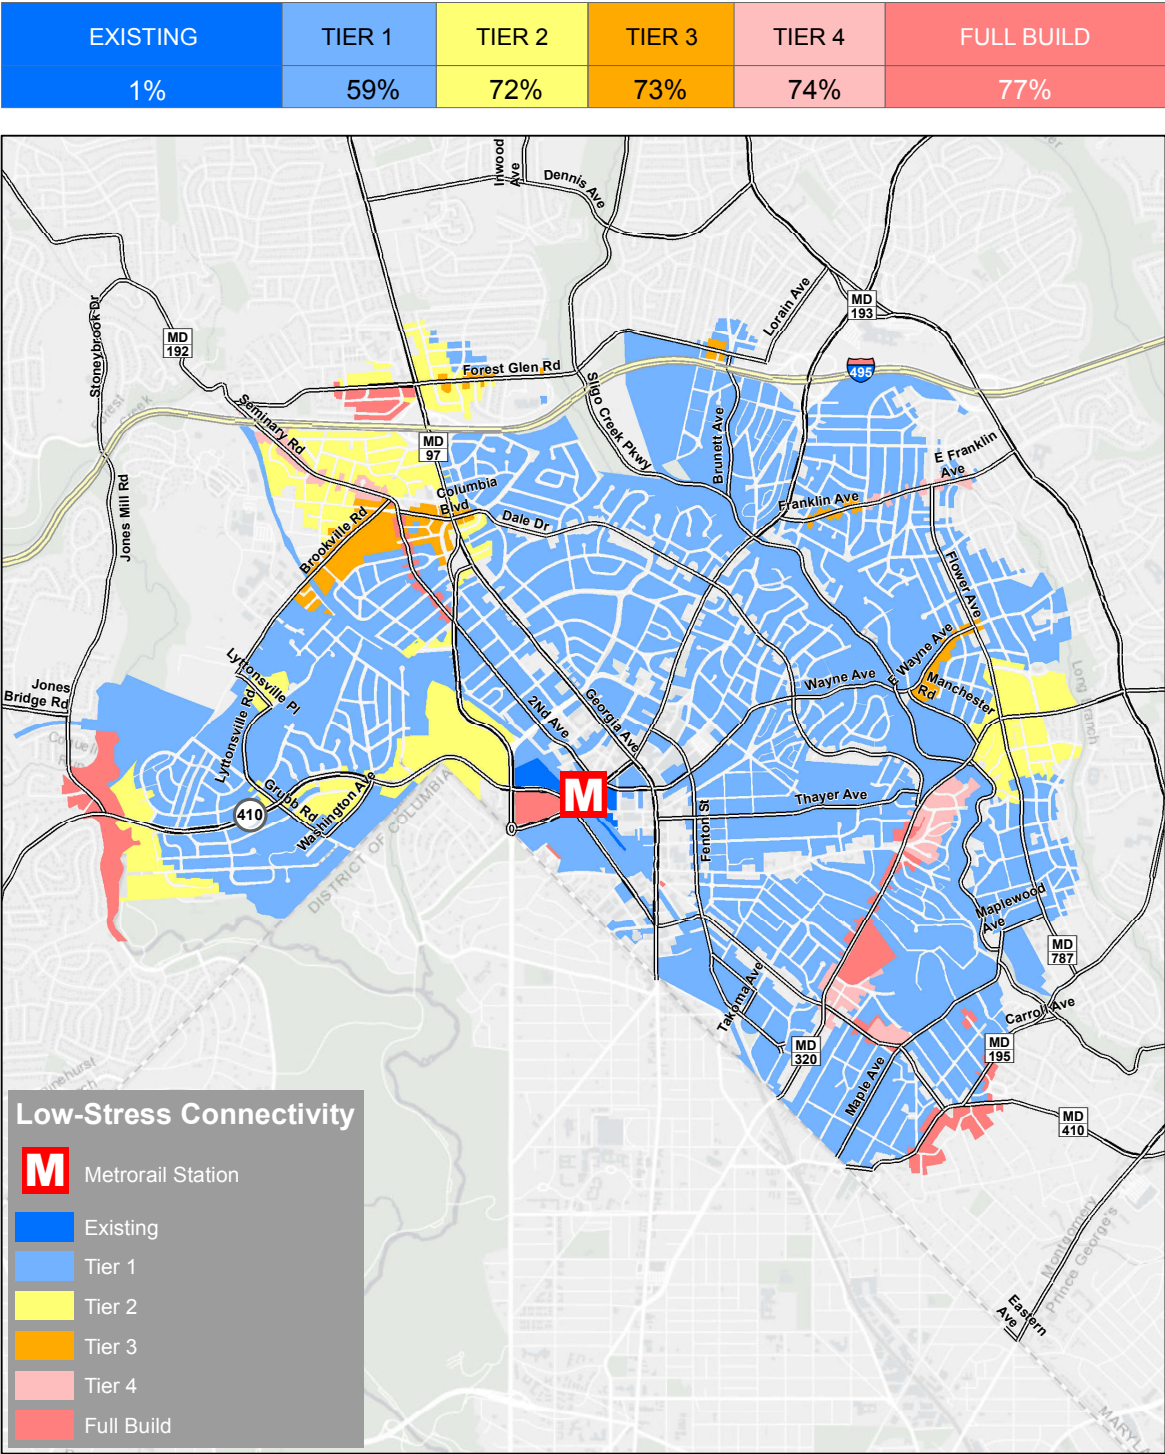 EXISTING TIER 1 TIER 2 TIER 3 TIER 4 FULL BUILD
1% 59% 72% 73% 74% 77%
Inwood
Ave
Dennis Ave
Stoneybrook Dr
MD
192
Lorain Ave
MD
193
495
Forest Glen Rd
Sligo Creek Pkwy
Seminary Rd
MD
97
Brunett Ave
E Franklin
Ave
Columbia
Blvd
Franklin Ave
Dale Dr
Jones Mill Rd
Brookville Rd
Flower Ave
E Wayne Ave
Wayne Ave
Manchester
Rd
Lyttonsville Pl
Lyttonsville Rd
Jones
Bridge Rd
2Nd Ave
Georgia Ave
Long
Branch
M
Grubb Rd
Washington Ave
410
Thayer Ave
Fenton St
DISTRICT OF COLUMBIA
Maplewood
Ave
MD
787
Takoma Ave
Carroll Ave
MD
320
MD
195
Maple Ave
MD
410
Montgomery
Prince George's
Eastern
Ave
Low-Stress Connectivity
M Metrorail Station
Existing
Tier 1
Tier 2
Tier 3
Tier 4
Full Build